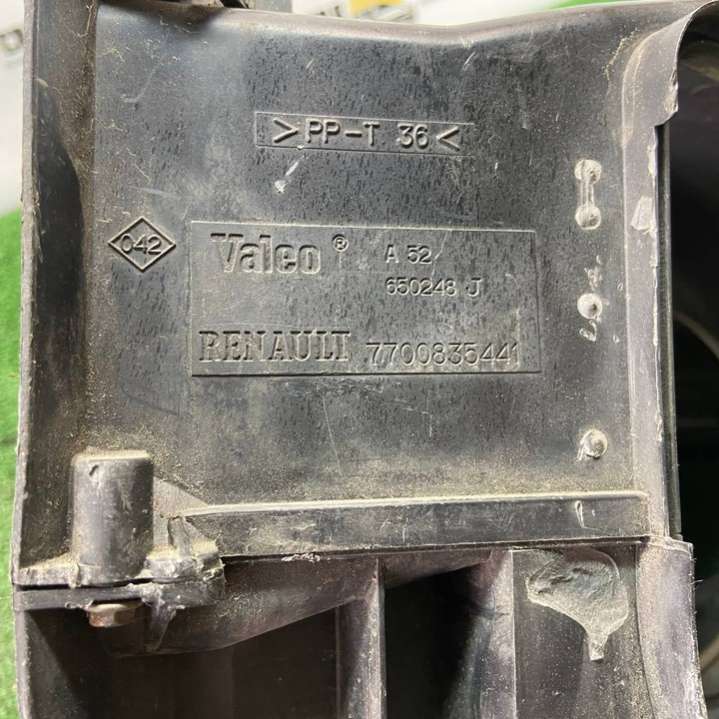 >PP-T 36<
042
Valeo® A 52
650248 J
RENAULT 7700835441